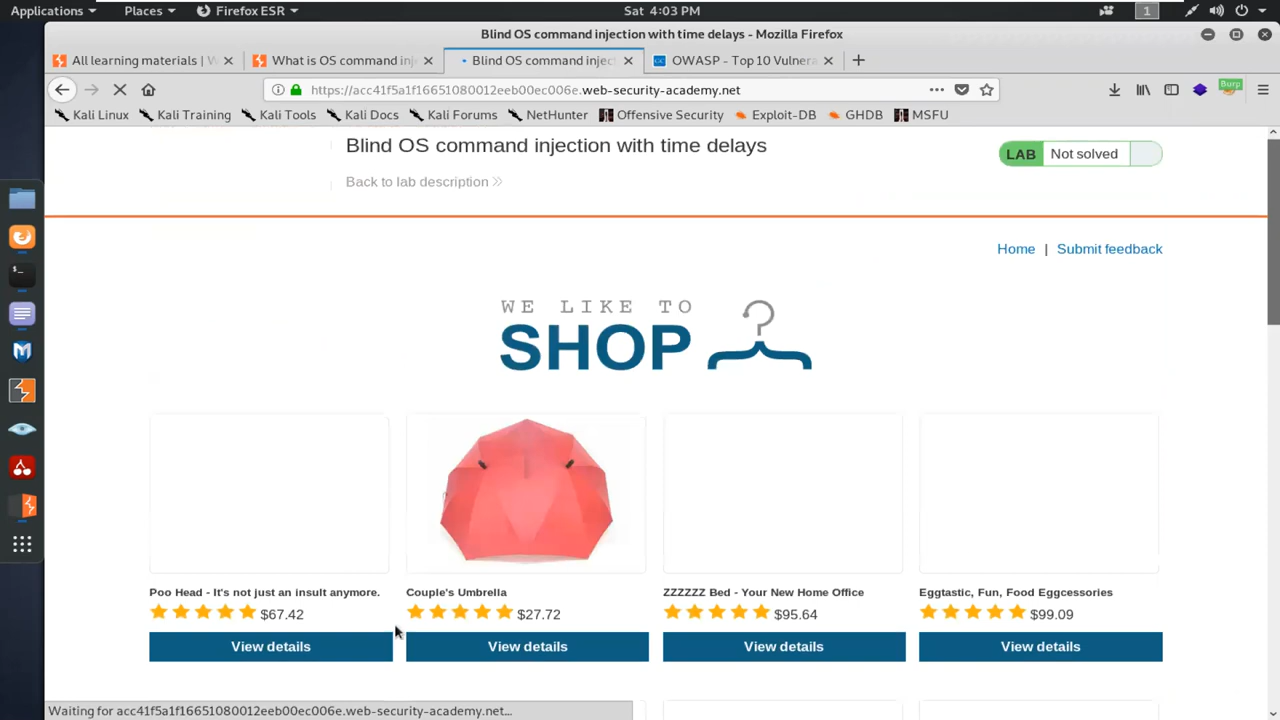 Applications Places Firefox ESR Sat 4:03 PM 1
Blind OS command injection with time delays - Mozilla Firefox
All learning materials | W What is OS command inj Blind OS command injec OWASP - Top 10 Vulnera
https://acc41f5a1f16651080012eeb00ec006e.web-security-academy.net Burp
Kali Linux Kali Training Kali Tools Kali Docs Kali Forums NetHunter Offensive Security Exploit-DB GHDB MSFU
Blind OS command injection with time delays
LAB Not solved
Back to lab description
Home | Submit feedback
WE LIKE TO
SHOP
Poo Head - It's not just an insult anymore. Couple's Umbrella ZZZZZZ Bed - Your New Home Office Eggtastic, Fun, Food Eggcessories
$67.42 $27.72 $95.64 $99.09
View details View details View details View details
Waiting for acc41f5a1f16651080012eeb00ec006e.web-security-academy.net...